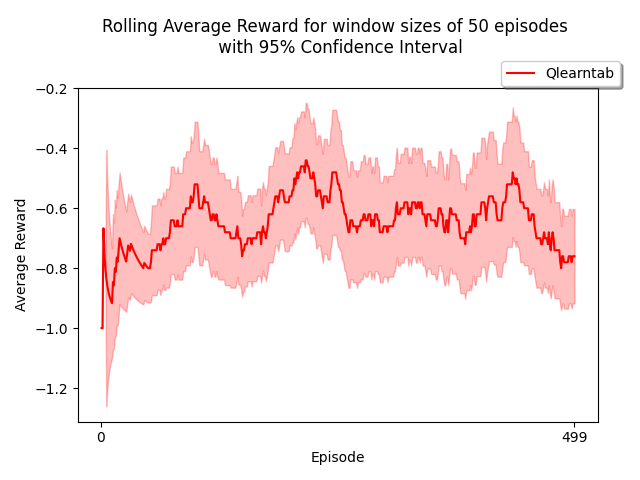 Rolling Average Reward for window sizes of 50 episodes
with 95% Confidence Interval
Qlearntab
−0.2
−0.4
−0.6
−0.8
−1.0
−1.2
Average Reward
0
499
Episode